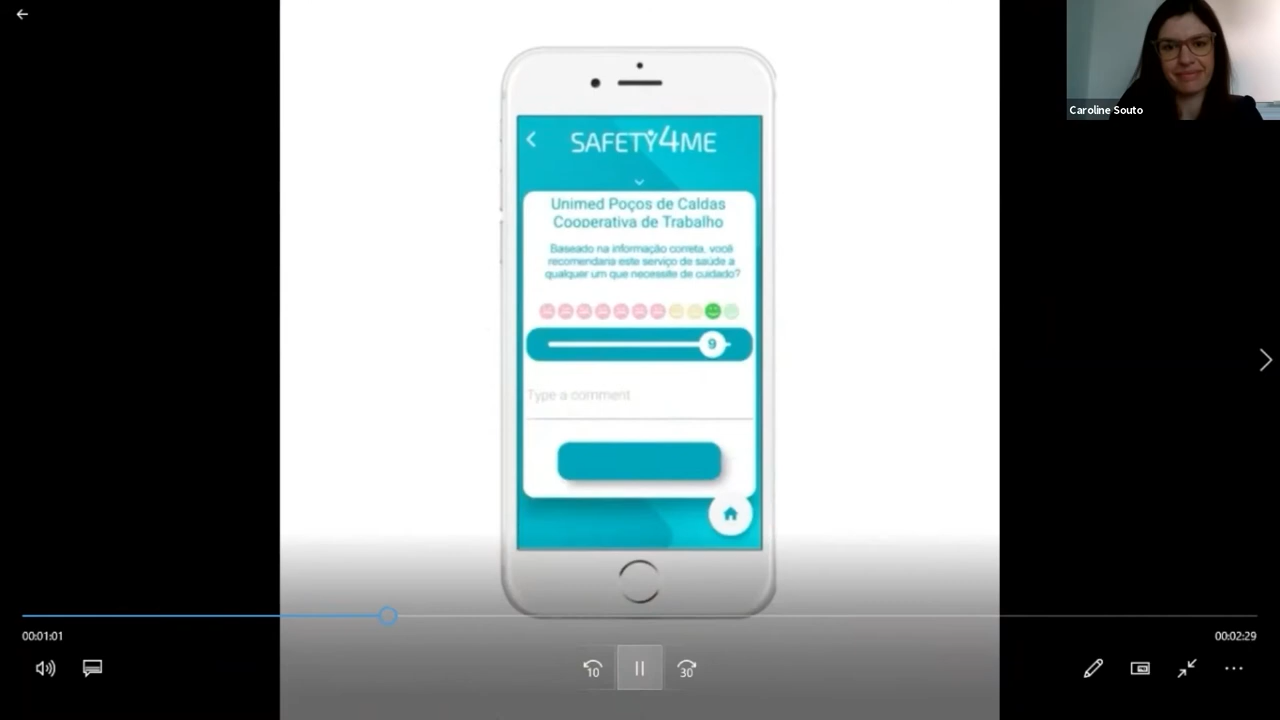 Caroline Souto
SAFETY4ME
Unimed Poços de Caldas
Cooperativa de Trabalho
Baseado na informação correta, você
recomendaria este serviço de saúde a
qualquer um que necessite de cuidado?
9
Type a comment
00:01:01
00:02:29
10
30